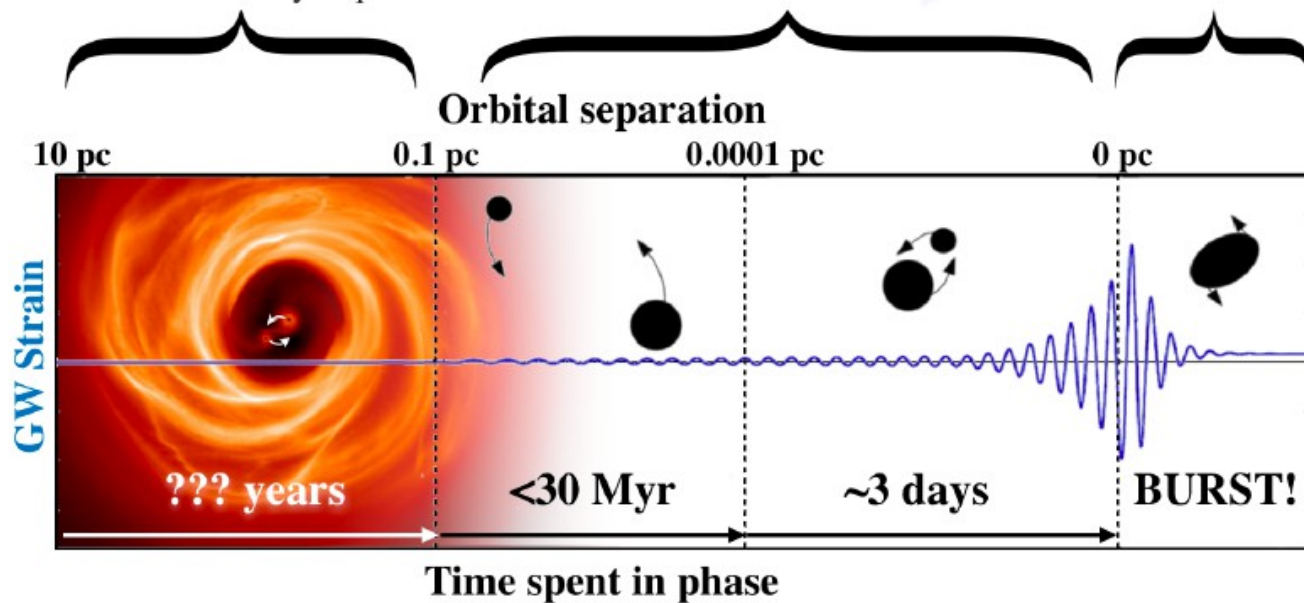 Orbital separation
10 pc 0.1 pc 0.0001 pc 0 pc
GW Strain
??? years <30 Myr ~3 days BURST!
Time spent in phase